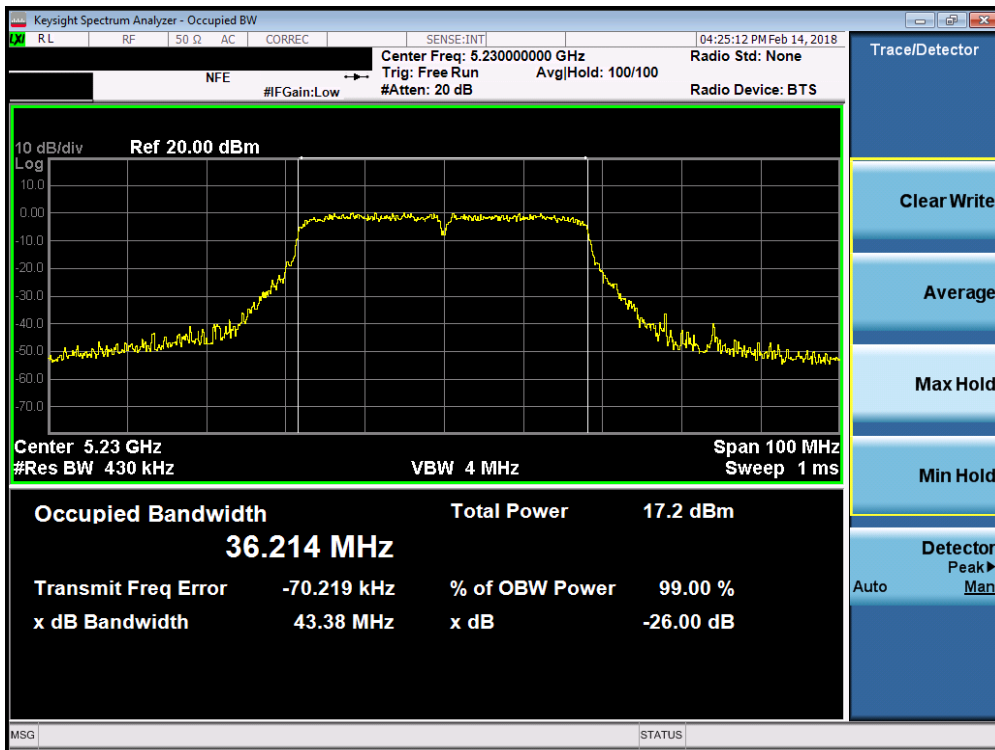 Keysight Spectrum Analyzer - Occupied BW
LXI RL RF 50 Ω AC CORREC SENSE:INT 04:25:12 PM Feb 14, 2018
Center Freq: 5.230000000 GHz Radio Std: None
NFE Trig: Free Run Avg|Hold: 100/100
#IFGain:Low #Atten: 20 dB Radio Device: BTS
Trace/Detector
10 dB/div Ref 20.00 dBm
Log
10.0
0.00
-10.0
-20.0
-30.0
-40.0
-50.0
-60.0
-70.0
Center 5.23 GHz Span 100 MHz
#Res BW 430 kHz VBW 4 MHz Sweep 1 ms
Occupied Bandwidth Total Power 17.2 dBm
36.214 MHz
Transmit Freq Error -70.219 kHz % of OBW Power 99.00 %
x dB Bandwidth 43.38 MHz x dB -26.00 dB
Clear Write
Average
Max Hold
Min Hold
Detector
Peak▶
Auto Man
MSG STATUS